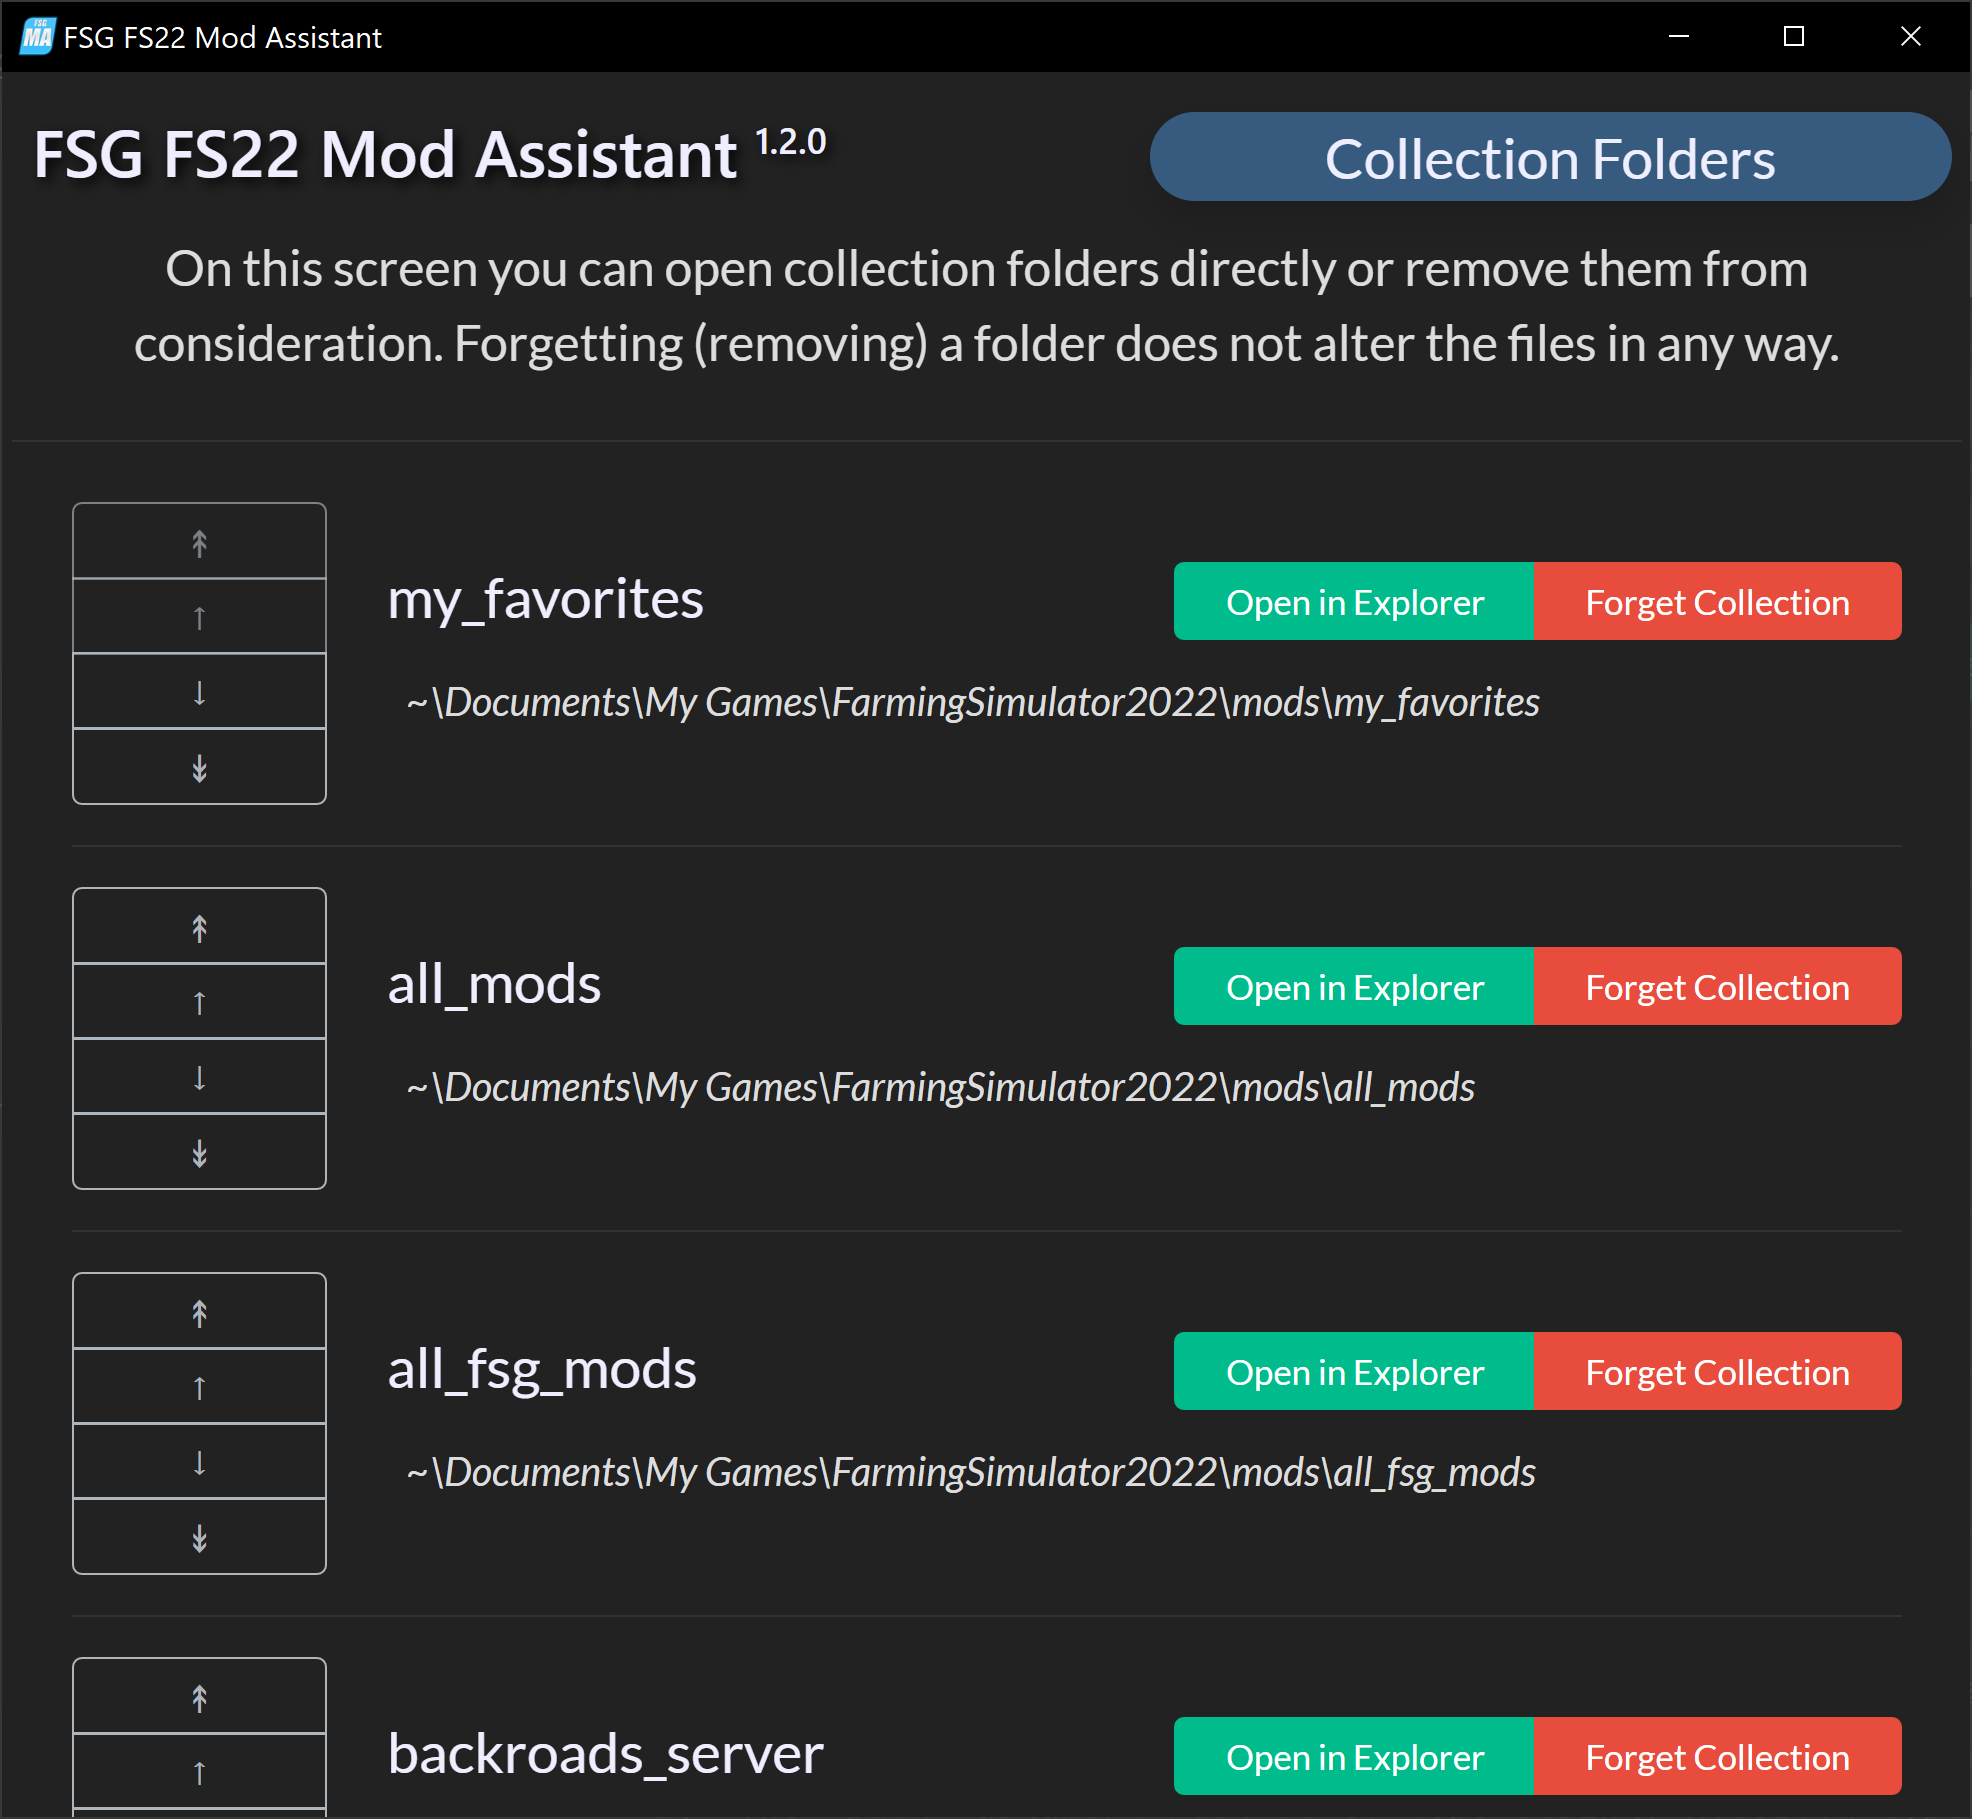 FSG MA FSG FS22 Mod Assistant
FSG FS22 Mod Assistant 1.2.0
Collection Folders
On this screen you can open collection folders directly or remove them from
consideration. Forgetting (removing) a folder does not alter the files in any way.
↟
↑
my_favorites
Open in Explorer Forget Collection
↓
~\Documents\My Games\FarmingSimulator2022\mods\my_favorites
↡
↟
↑
all_mods
Open in Explorer Forget Collection
↓
~\Documents\My Games\FarmingSimulator2022\mods\all_mods
↡
↟
↑
all_fsg_mods
Open in Explorer Forget Collection
↓
~\Documents\My Games\FarmingSimulator2022\mods\all_fsg_mods
↡
↟
↑
backroads_server
Open in Explorer Forget Collection